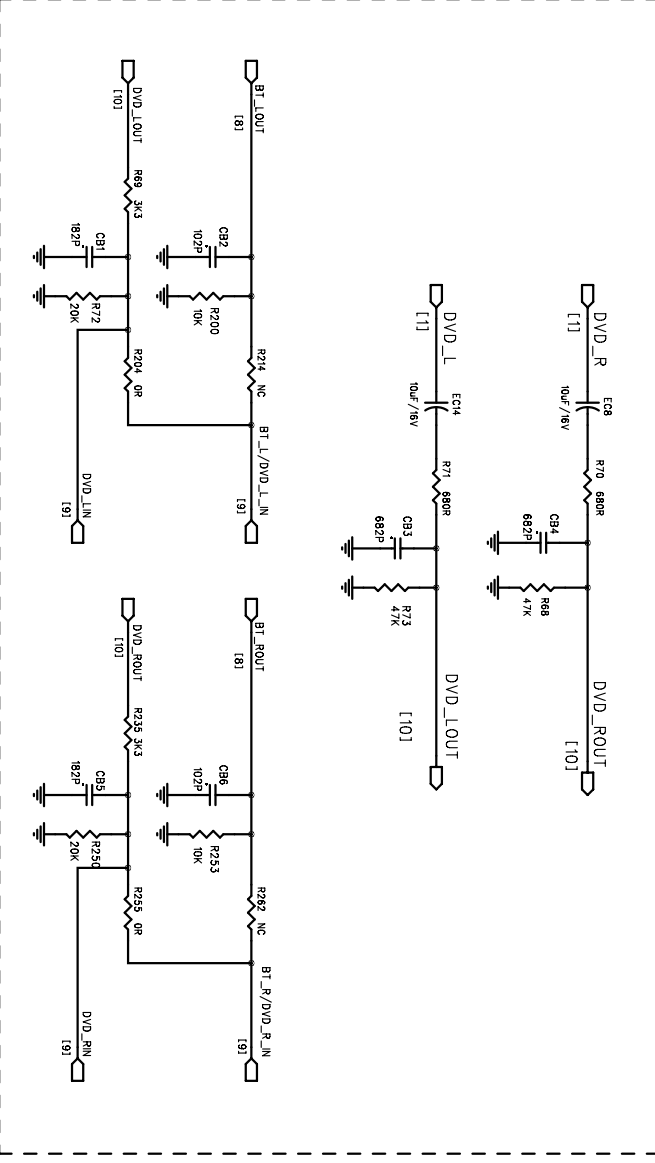 DVD_R
[1]
EC8
10uF/16V
R70
680R
CB4
682P
R68
47K
DVD_ROUT
[10]
DVD_L
[1]
EC14
10uF/16V
R71
680R
CB3
682P
R73
47K
DVD_LOUT
[10]
BT_LOUT
[8]
CB2
102P
R200
10K
R214
NC
BT_L/DVD_L_IN
[9]
DVD_LOUT
[10]
R69
3K3
CB1
182P
R72
20K
R204
0R
DVD_LIN
[9]
BT_ROUT
[8]
CB6
102P
R253
10K
R262
NC
BT_R/DVD_R_IN
[9]
DVD_ROUT
[10]
R235
3K3
CB5
182P
R250
20K
R255
0R
DVD_RIN
[9]